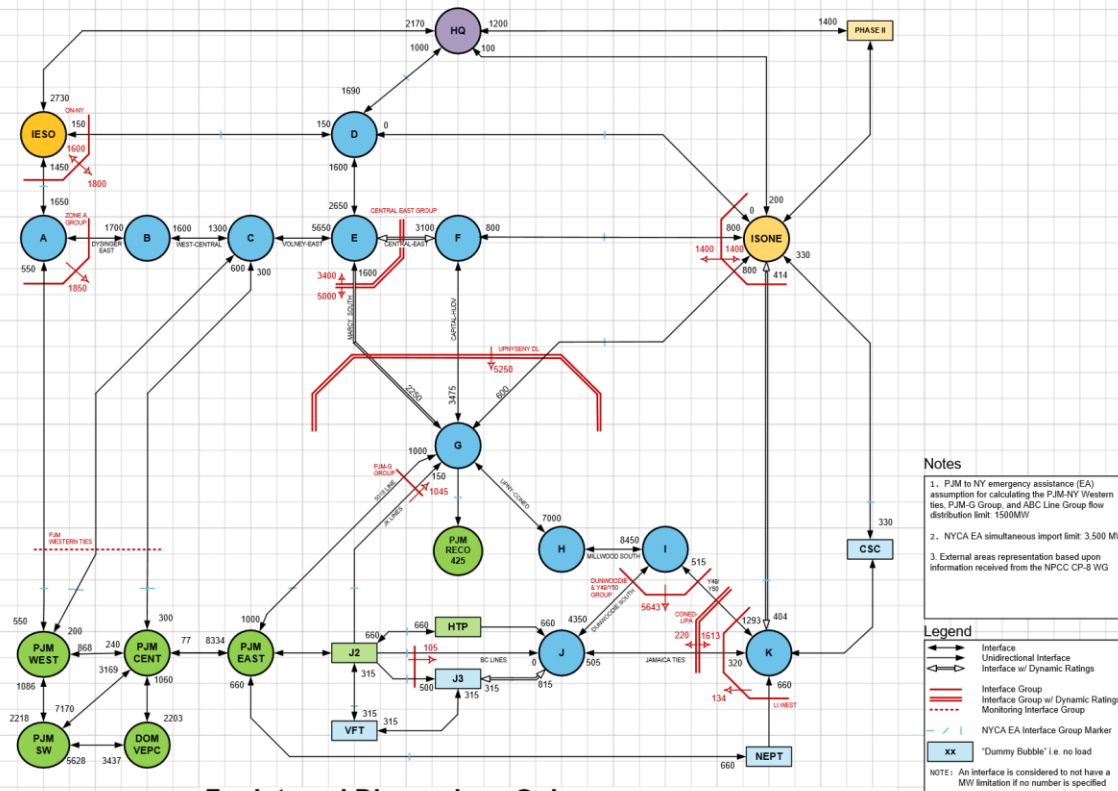 2170
HQ
1200
1400
PHASE II
1000
100
1690
2730
ON-NY
150
IESO
1600
1450
1800
150
D
0
1600
200
0
1650
ZONE A
GROUP
A
1700
DYSINGER
EAST
550
1850
B
1600
WEST-CENTRAL
1300
C
600
300
VOLNEY-EAST
2650
5650
E
CENTRAL EAST GROUP
3100
CENTRAL-EAST
F
800
1600
3400
5000
800
ISONE
1400
1400
800
414
330
MARCY SOUTH
CAPITAL-HUDV
UPNYSENY DL
5250
2250
3475
600
G
1000
150
PJM-G
GROUP
1045
5018 LINE
JK LINES
UPNY-CONED
PJM
RECO
425
7000
H
8450
MILLWOOD SOUTH
I
515
Y49/
Y50
DUNWOODIE
& Y49/Y50
GROUP
DUNWOODIE SOUTH
5643
CONED-
LIPA
4350
220
1613
1293
404
330
CSC
PJM
WESTERN TIES
550
200
PJM
WEST
868
1086
300
240
PJM
CENT
77
3169
1060
1000
8334
PJM
EAST
660
J2
660
315
660
HTP
660
105
BC LINES
0
J
505
JAMAICA TIES
320
K
660
500
J3
315
815
315
315
VFT
315
134
LI WEST
2218
7170
PJM
SW
5628
3437
DOM
VEPC
2203
660
NEPT
Notes
1. PJM to NY emergency assistance (EA)
assumption for calculating the PJM-NY Western
ties, PJM-G Group, and ABC Line Group flow
distribution limit: 1500MW
2. NYCA EA simultaneous import limit: 3,500
3. External areas representation based upon
information received from the NPCC CP-8 WG
Legend
Interface
Unidirectional Interface
Interface w/ Dynamic Ratings
Interface Group
Interface Group w/ Dynamic Ratings
Monitoring Interface Group
NYCA EA Interface Group Marker
xx
"Dummy Bubble" i.e. no load
NOTE: An interface is considered to not have a
MW limitation if no number is specified